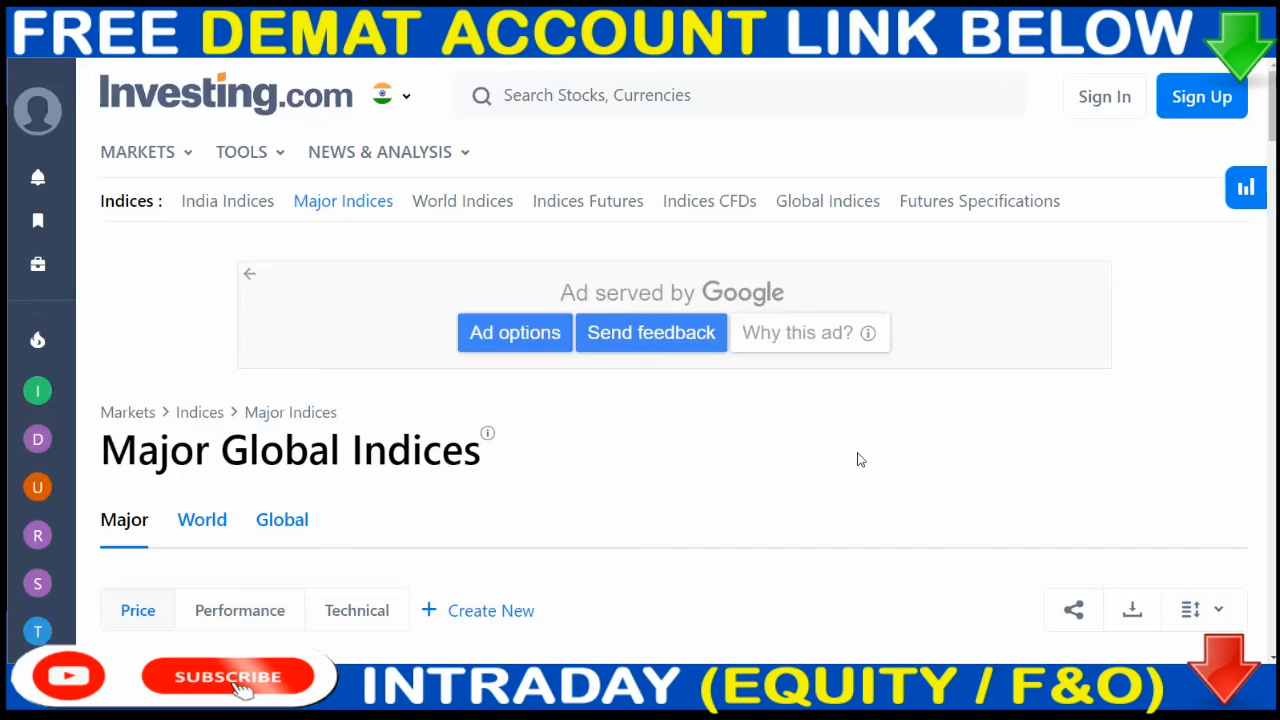 FREE DEMAT ACCOUNT LINK BELOW
Investing.com
Search Stocks, Currencies
Sign In
Sign Up
MARKETS
TOOLS
NEWS & ANALYSIS
Indices :
India Indices
Major Indices
World Indices
Indices Futures
Indices CFDs
Global Indices
Futures Specifications
Ad served by Google
Ad options
Send feedback
Why this ad?
Markets > Indices > Major Indices
Major Global Indices
Major
World
Global
Price
Performance
Technical
+ Create New
I
D
U
R
S
T
SUBSCRIBE
INTRADAY (EQUITY / F&O)